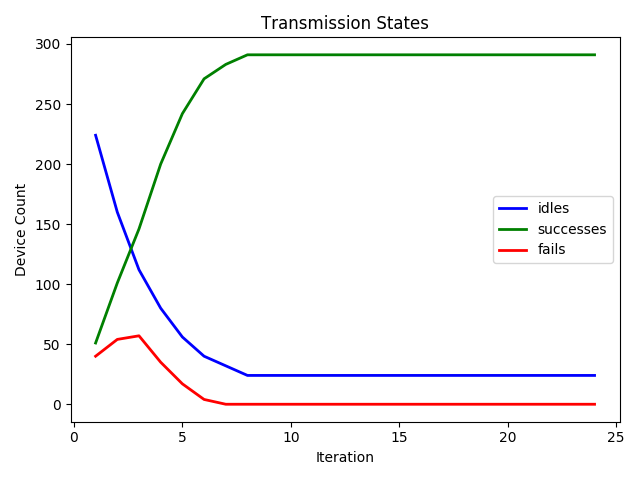 Transmission States
Device Count
300
250
200
150
100
50
0
idles
successes
fails
0 5 10 15 20 25
Iteration